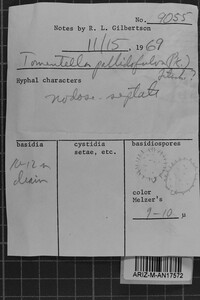 No. 9055
Notes by R. L. Gilbertson
11/15 1969
Tomentella
Hyphal characters
nodose-septate
basidia
cystidia
setae, etc.
basidiospores
color
Melzer's
9-10 µ
ARIZ-M-AN17572